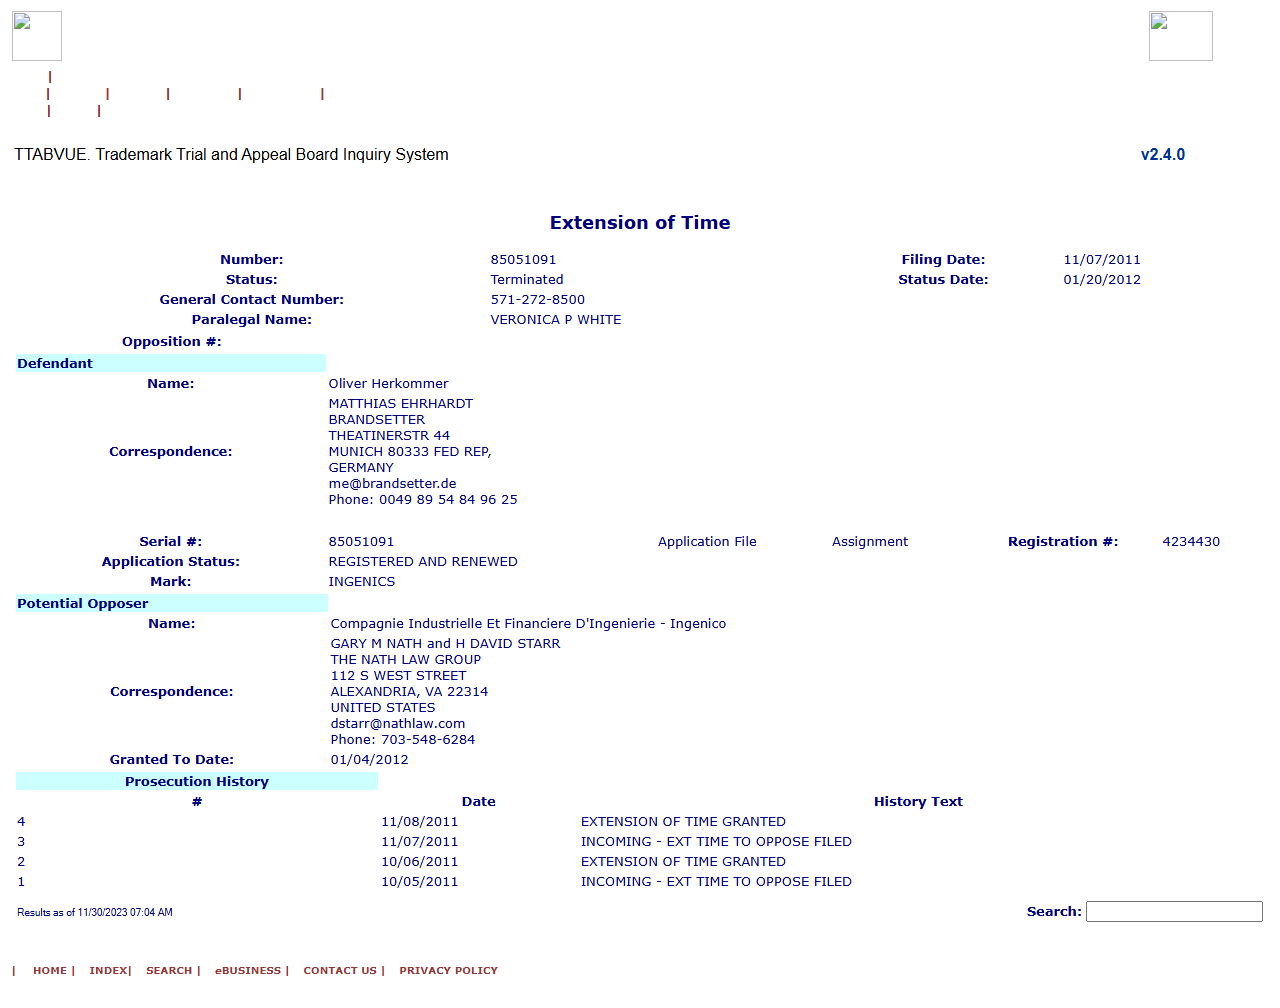 |
| | | | |
| |
TTABVUE. Trademark Trial and Appeal Board Inquiry System v2.4.0
Extension of Time
Number: 85051091 Filing Date: 11/07/2011
Status: Terminated Status Date: 01/20/2012
General Contact Number: 571-272-8500
Paralegal Name: VERONICA P WHITE
Opposition #:
Defendant
Name: Oliver Herkommer
Correspondence: MATTHIAS EHRHARDT
BRANDSETTER
THEATINERSTR 44
MUNICH 80333 FED REP,
GERMANY
me@brandsetter.de
Phone: 0049 89 54 84 96 25
Serial #: 85051091 Application File Assignment Registration #: 4234430
Application Status: REGISTERED AND RENEWED
Mark: INGENICS
Potential Opposer
Name: Compagnie Industrielle Et Financiere D'Ingenierie - Ingenico
Correspondence: GARY M NATH and H DAVID STARR
THE NATH LAW GROUP
112 S WEST STREET
ALEXANDRIA, VA 22314
UNITED STATES
dstarr@nathlaw.com
Phone: 703-548-6284
Granted To Date: 01/04/2012
Prosecution History
# Date History Text
4 11/08/2011 EXTENSION OF TIME GRANTED
3 11/07/2011 INCOMING - EXT TIME TO OPPOSE FILED
2 10/06/2011 EXTENSION OF TIME GRANTED
1 10/05/2011 INCOMING - EXT TIME TO OPPOSE FILED
Results as of 11/30/2023 07:04 AM Search:
| HOME | INDEX| SEARCH | eBUSINESS | CONTACT US | PRIVACY POLICY